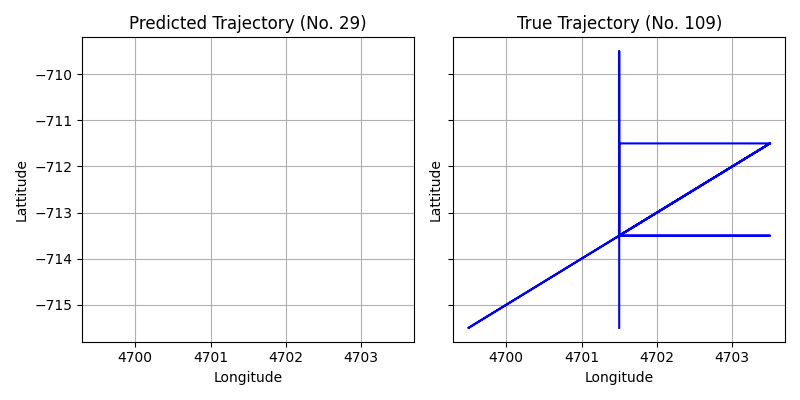 Predicted Trajectory (No. 29)
True Trajectory (No. 109)
−710
−711
−712
−713
−714
−715
Lattitude
Lattitude
4700
4701
4702
4703
4700
4701
4702
4703
Longitude
Longitude